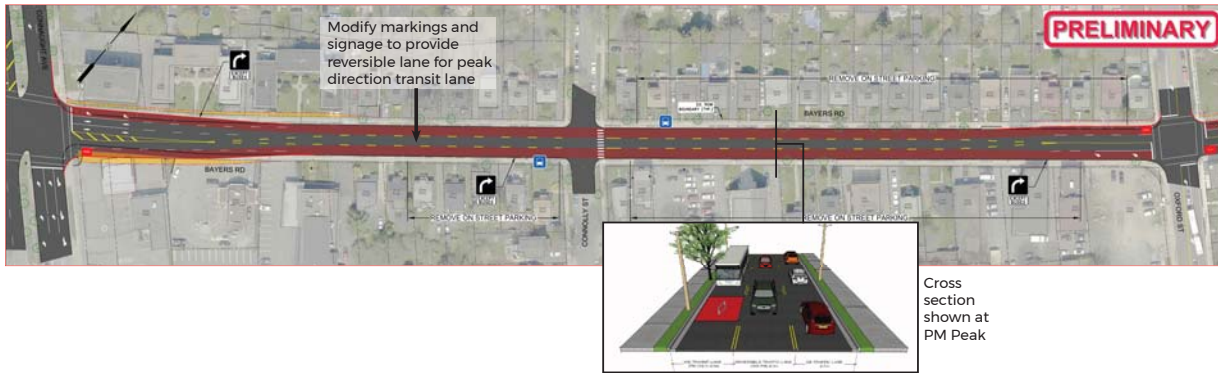 PRELIMINARY
Modify markings and
signage to provide
reversible lane for peak
direction transit lane
REMOVE ON STREET PARKING
BAYERS RD
BAYERS RD
REMOVE ON STREET PARKING
CONNOLLY ST
REMOVE ON STREET PARKING
OXFORD ST
Cross
section
shown at
PM Peak